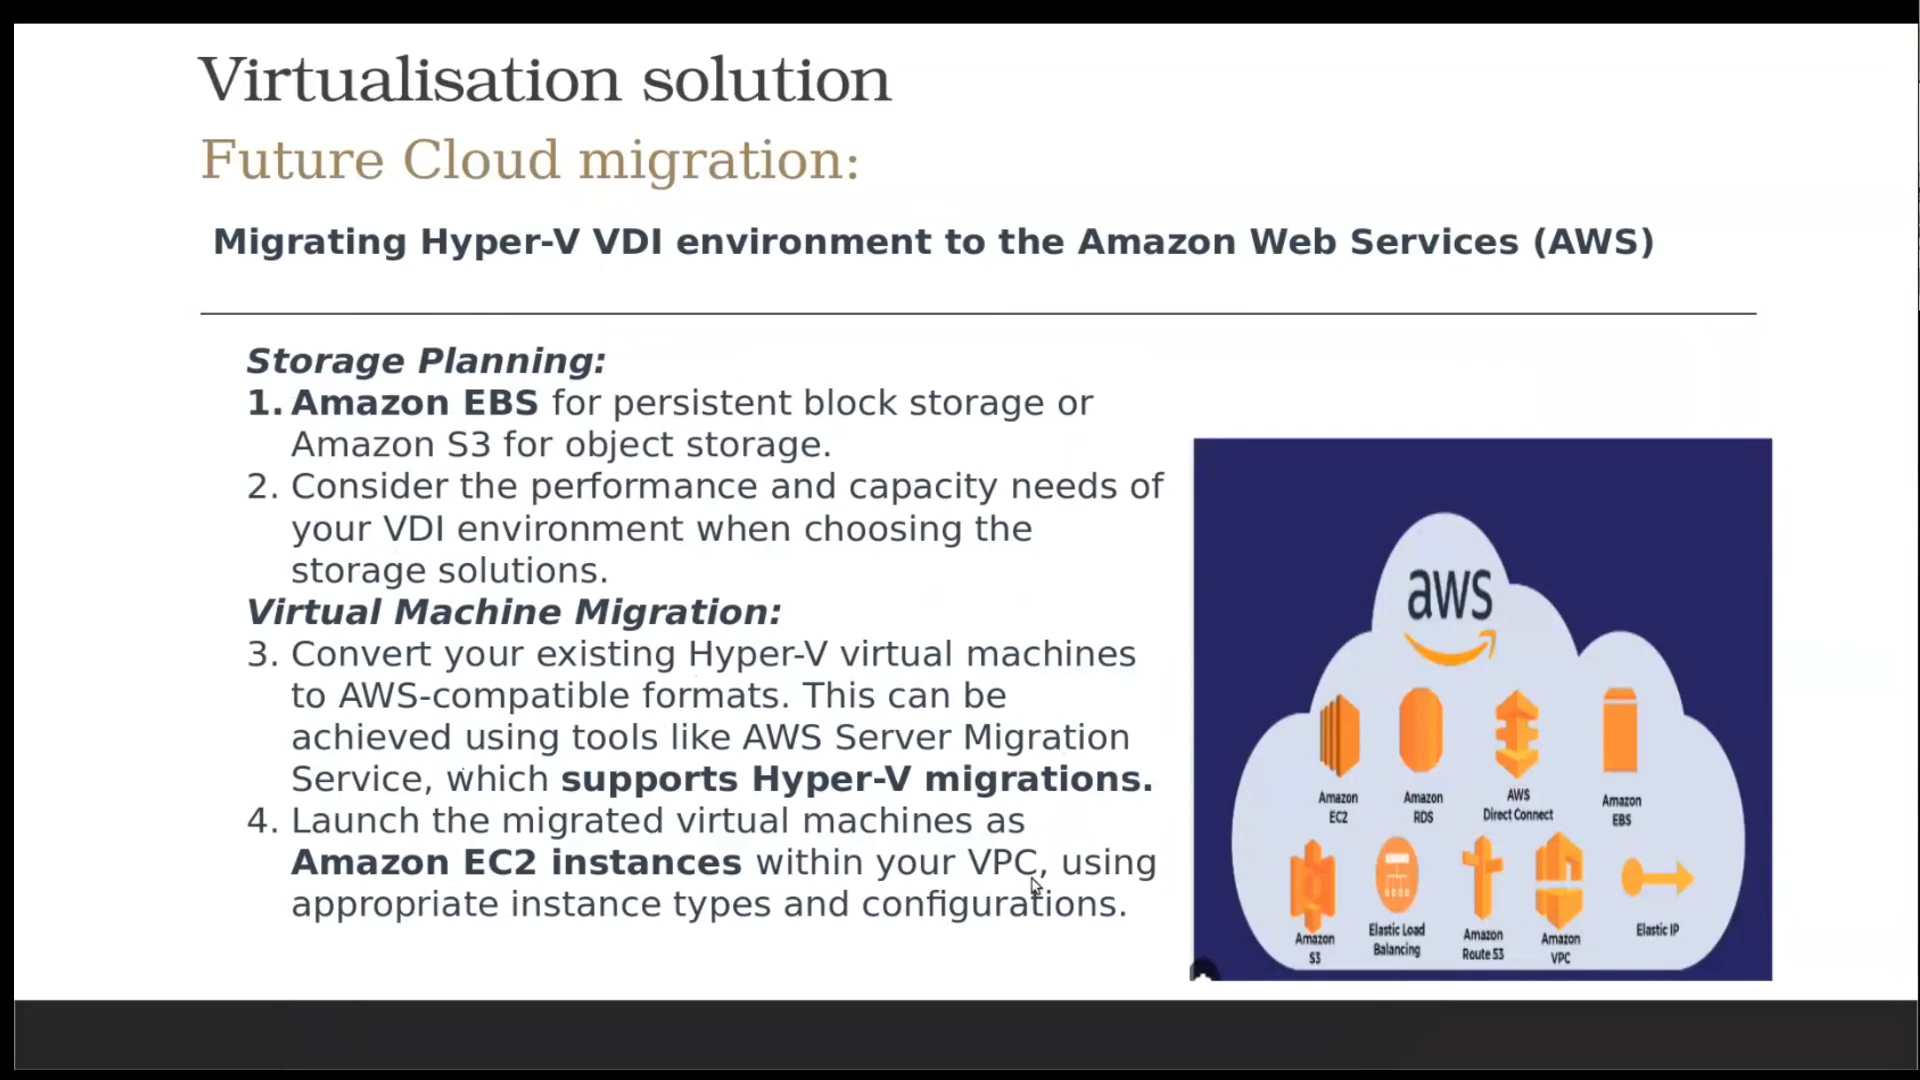 Virtualisation solution
Future Cloud migration:
Migrating Hyper-V VDI environment to the Amazon Web Services (AWS)
Storage Planning:
1. Amazon EBS for persistent block storage or
Amazon S3 for object storage.
2. Consider the performance and capacity needs of
your VDI environment when choosing the
storage solutions.
Virtual Machine Migration:
3. Convert your existing Hyper-V virtual machines
to AWS-compatible formats. This can be
achieved using tools like AWS Server Migration
Service, which supports Hyper-V migrations.
4. Launch the migrated virtual machines as
Amazon EC2 instances within your VPC, using
appropriate instance types and configurations.
aws
Amazon
EC2
Amazon
RDS
AWS
Direct Connect
Amazon
EBS
Amazon
S3
Elastic Load
Balancing
Amazon
Route 53
Amazon
VPC
Elastic IP